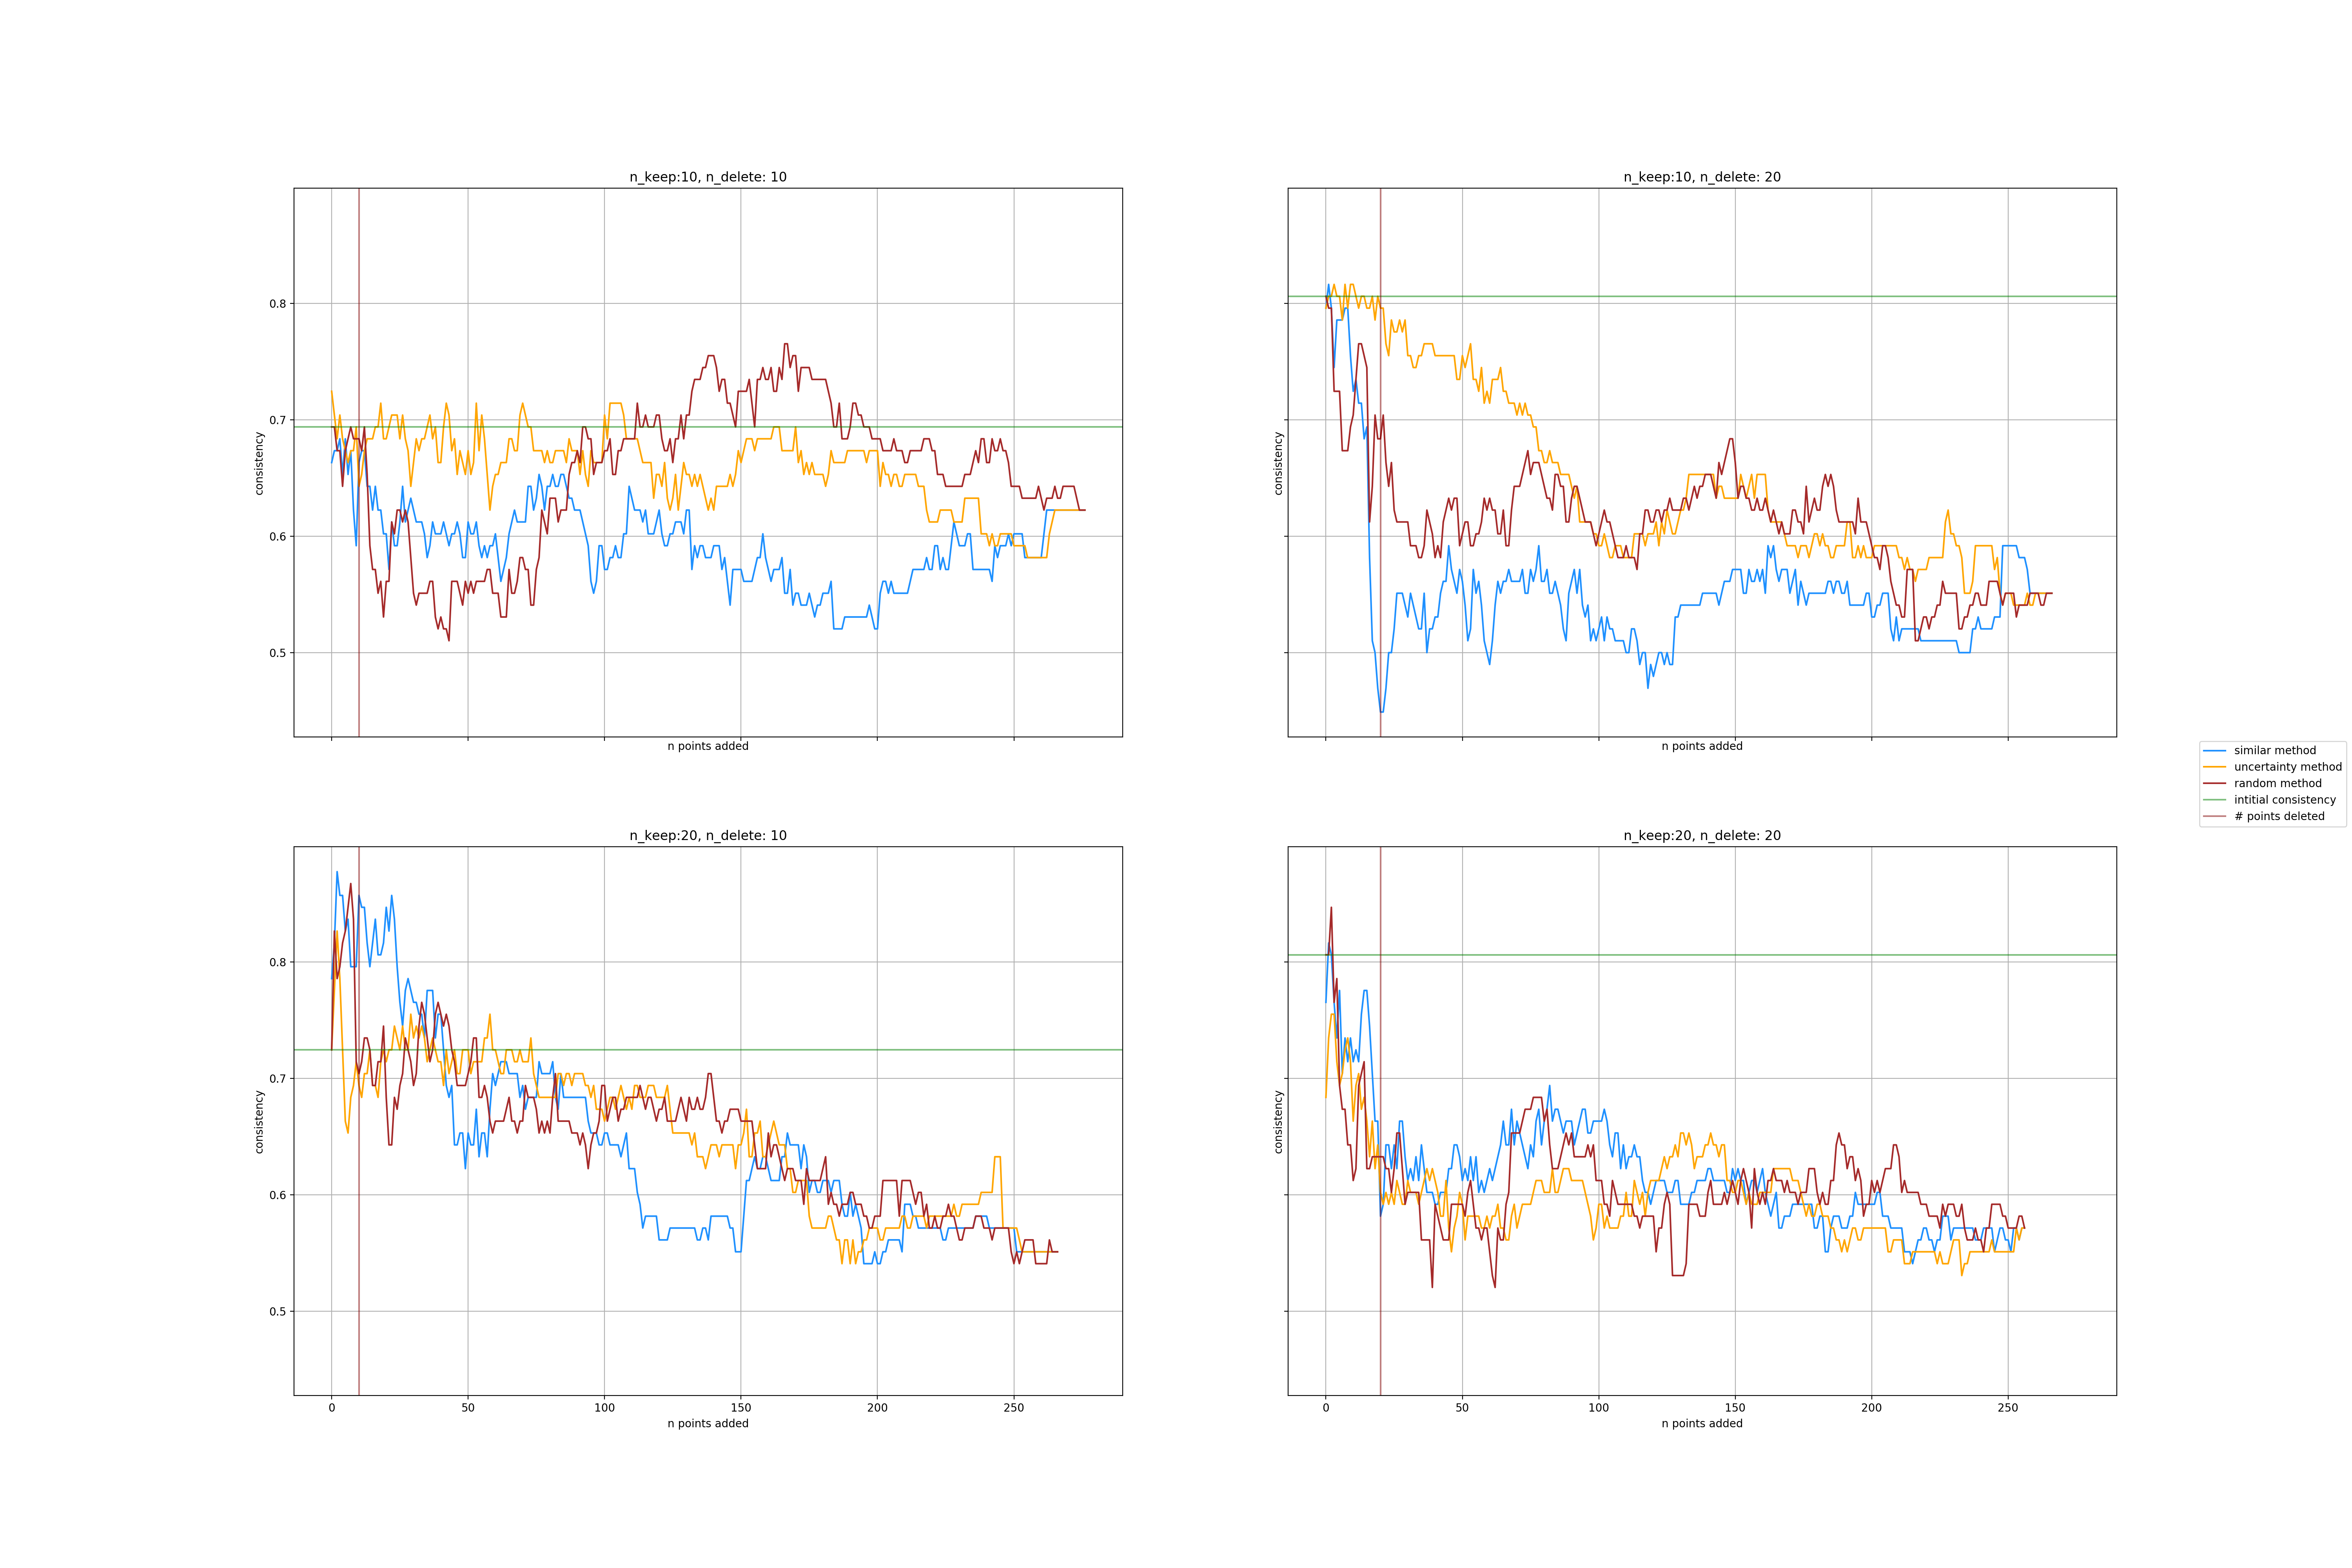 n_keep:10, n_delete: 10
n_keep:10, n_delete: 20
consistency
0.8
0.7
0.6
0.5
n points added
consistency
n points added
similar method
uncertainty method
random method
intitial consistency
# points deleted
n_keep:20, n_delete: 10
n_keep:20, n_delete: 20
consistency
0.8
0.7
0.6
0.5
0 50 100 150 200 250
n points added
consistency
0 50 100 150 200 250
n points added